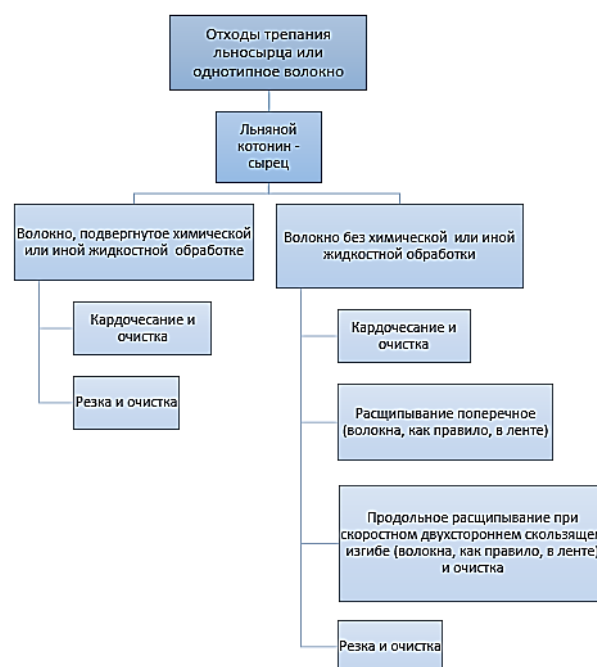 Отходы трепания
льносырца или
однотипное волокно
Льняной
котонин -
сырец
Волокно, подвергнутое химической
или иной жидкостной обработке
Кардочесание и
очистка
Резка и очистка
Волокно без химической или иной
жидкостной обработки
Кардочесание и
очистка
Расщипывание поперечное
(волокна, как правило, в ленте)
Продольное расщипывание при
скоростном двухстороннем скользящем
изгибе (волокна, как правило, в ленте)
и очистка
Резка и очистка